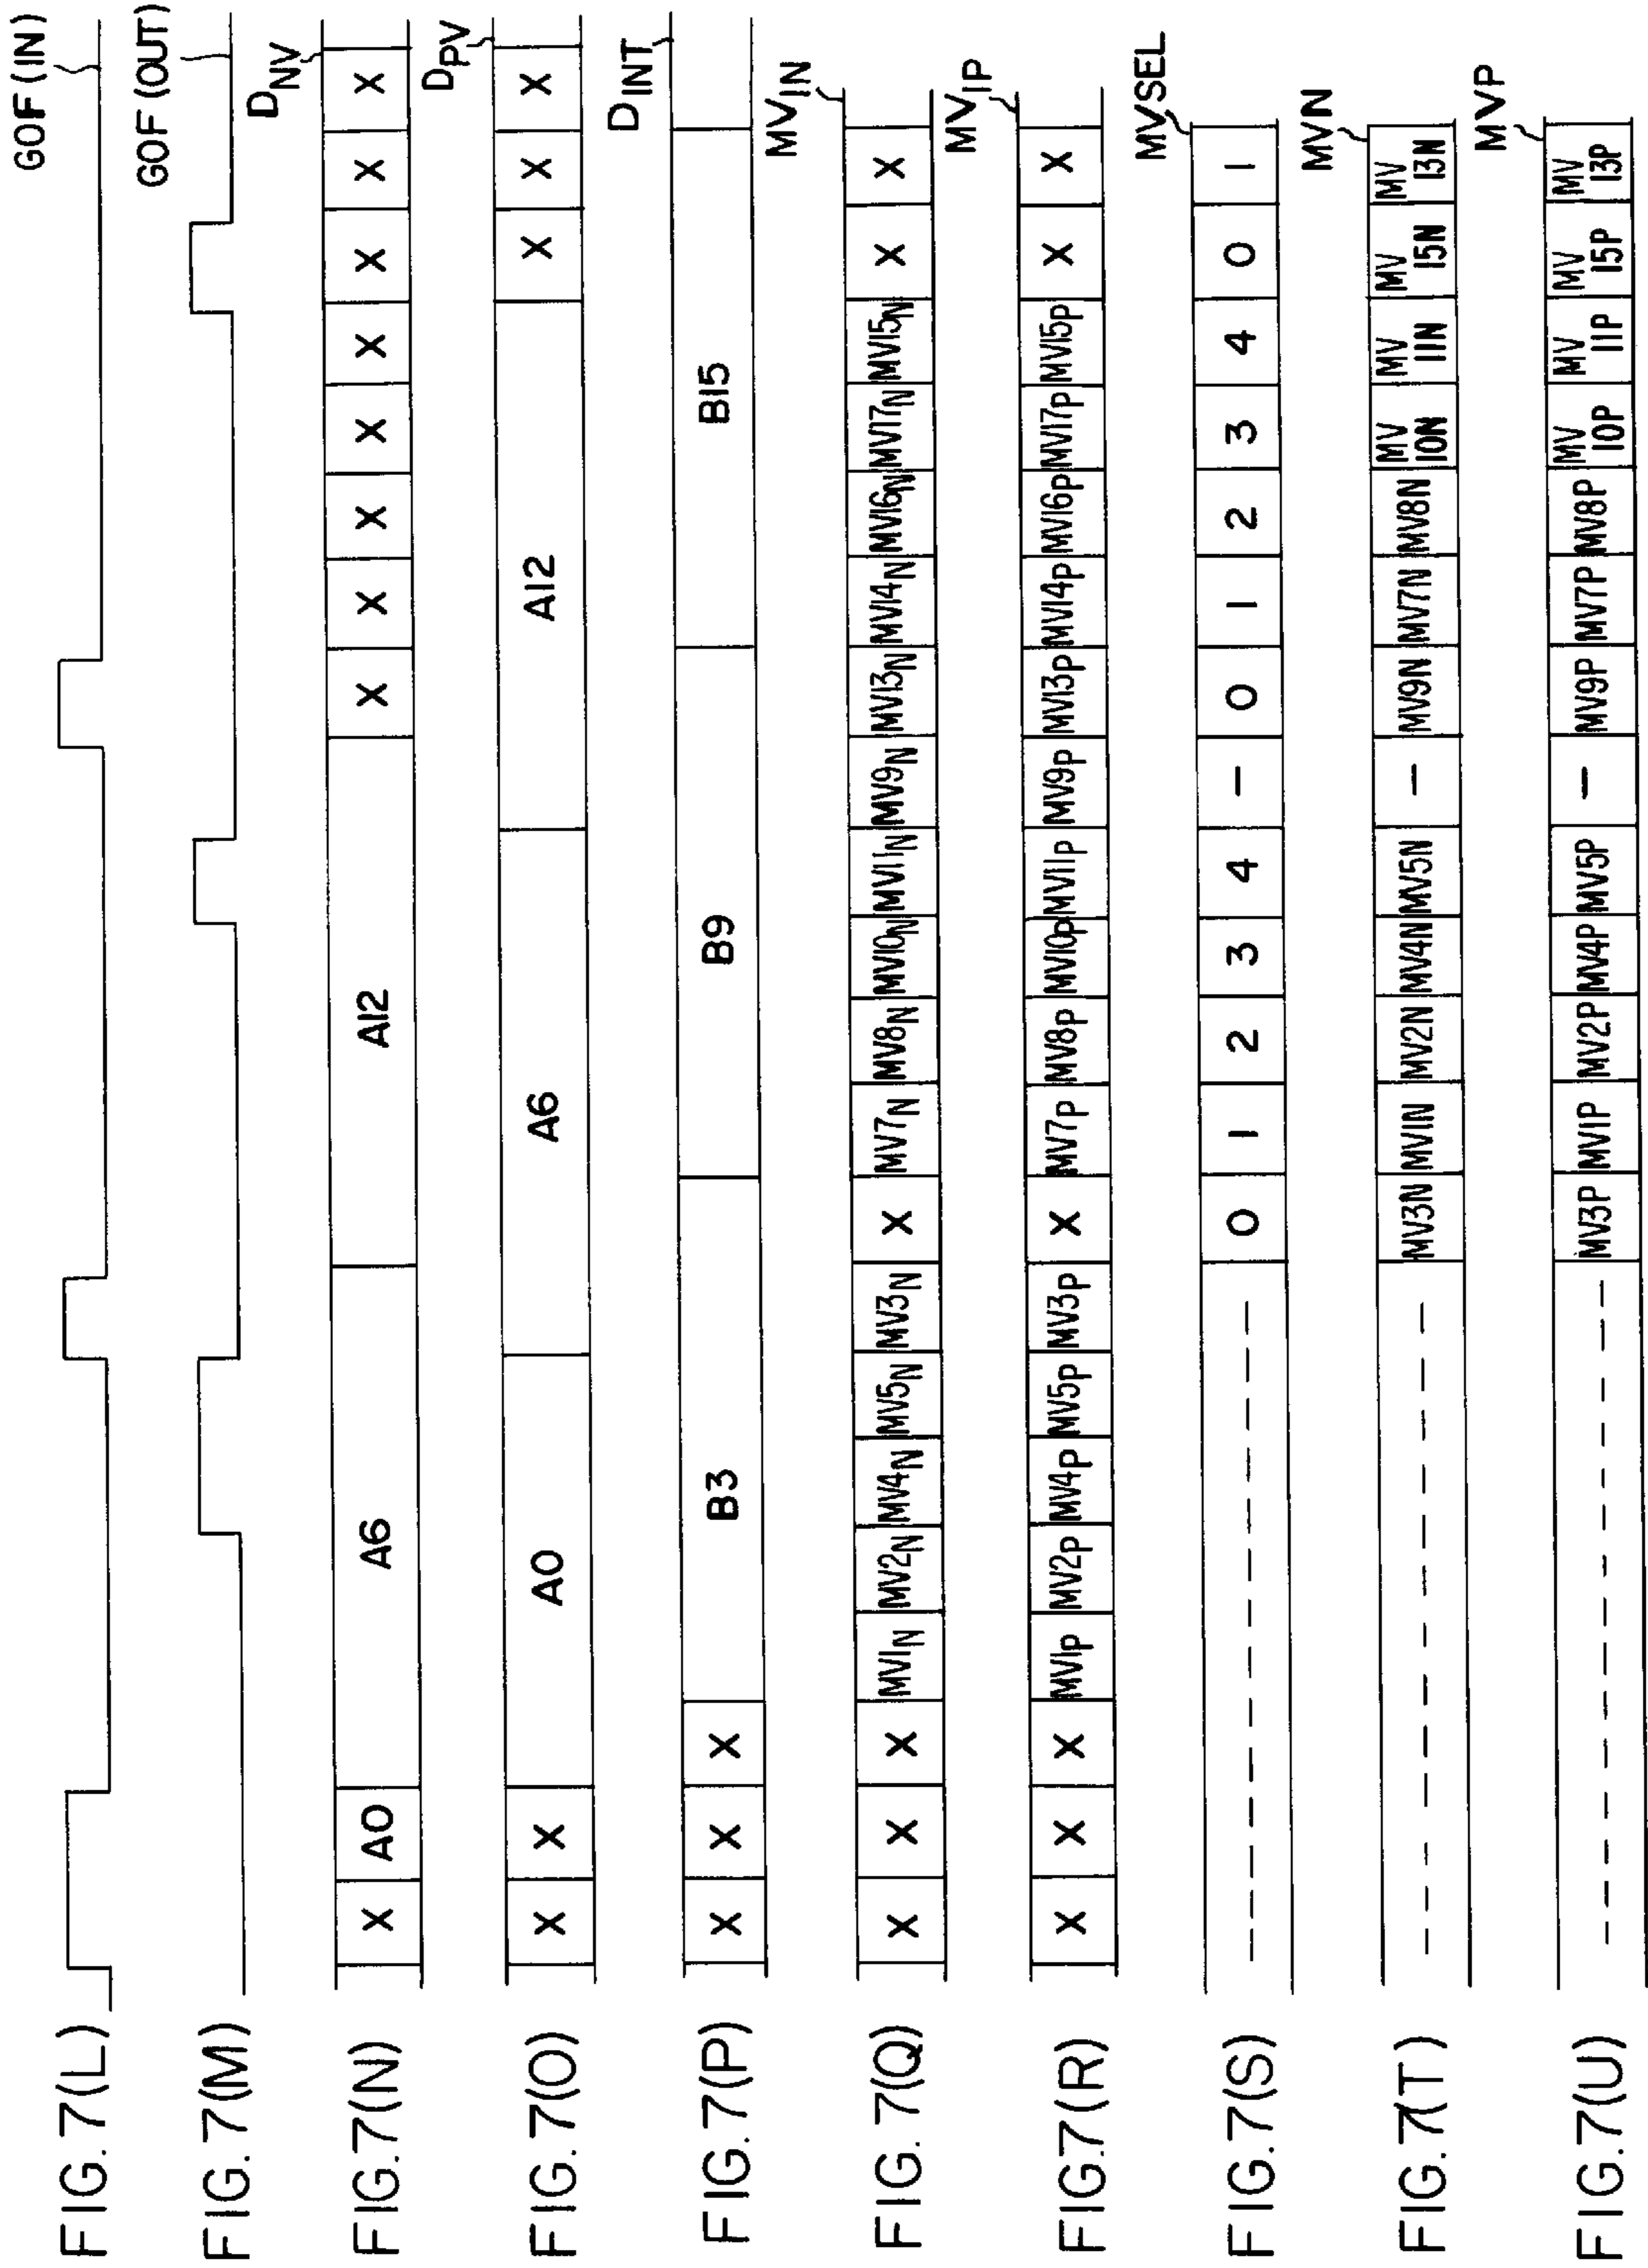 FIG. 7(L) GOF (IN)
FIG. 7(M) GOF (OUT)
FIG.7(N) X A0 A6 A12 X X X X X X X X DNV
FIG. 7(O) X X A0 A6 A12 X X X DPV
FIG. 7(P) X X X B3 B9 B15 DINT
FIG. 7(Q) X X X MV1N MV2N MV4N MV5N MV3N X MV7N MV8N MV10N MV11N MV9N MV13N MV14N MV16N MV17N MV15N X X MVIN
FIG.7(R) X X X MV1P MV2P MV4P MV5P MV3P X MV7P MV8P MV10P MV11P MV9P MV13P MV14P MV16P MV17P MV15P X X MVIP
FIG.7(S) 0 1 2 3 4 – 0 1 2 3 4 0 1 MVSEL
FIG.7(T) MV3N MV1N MV2N MV4N MV5N – MV9N MV7N MV8N MV 10N MV 11N MV 15N MV 13N MVN
FIG.7(U) MV3P MV1P MV2P MV4P MV5P – MV9P MV7P MV8P MV 10P MV 11P MV 15P MV 13P MVP